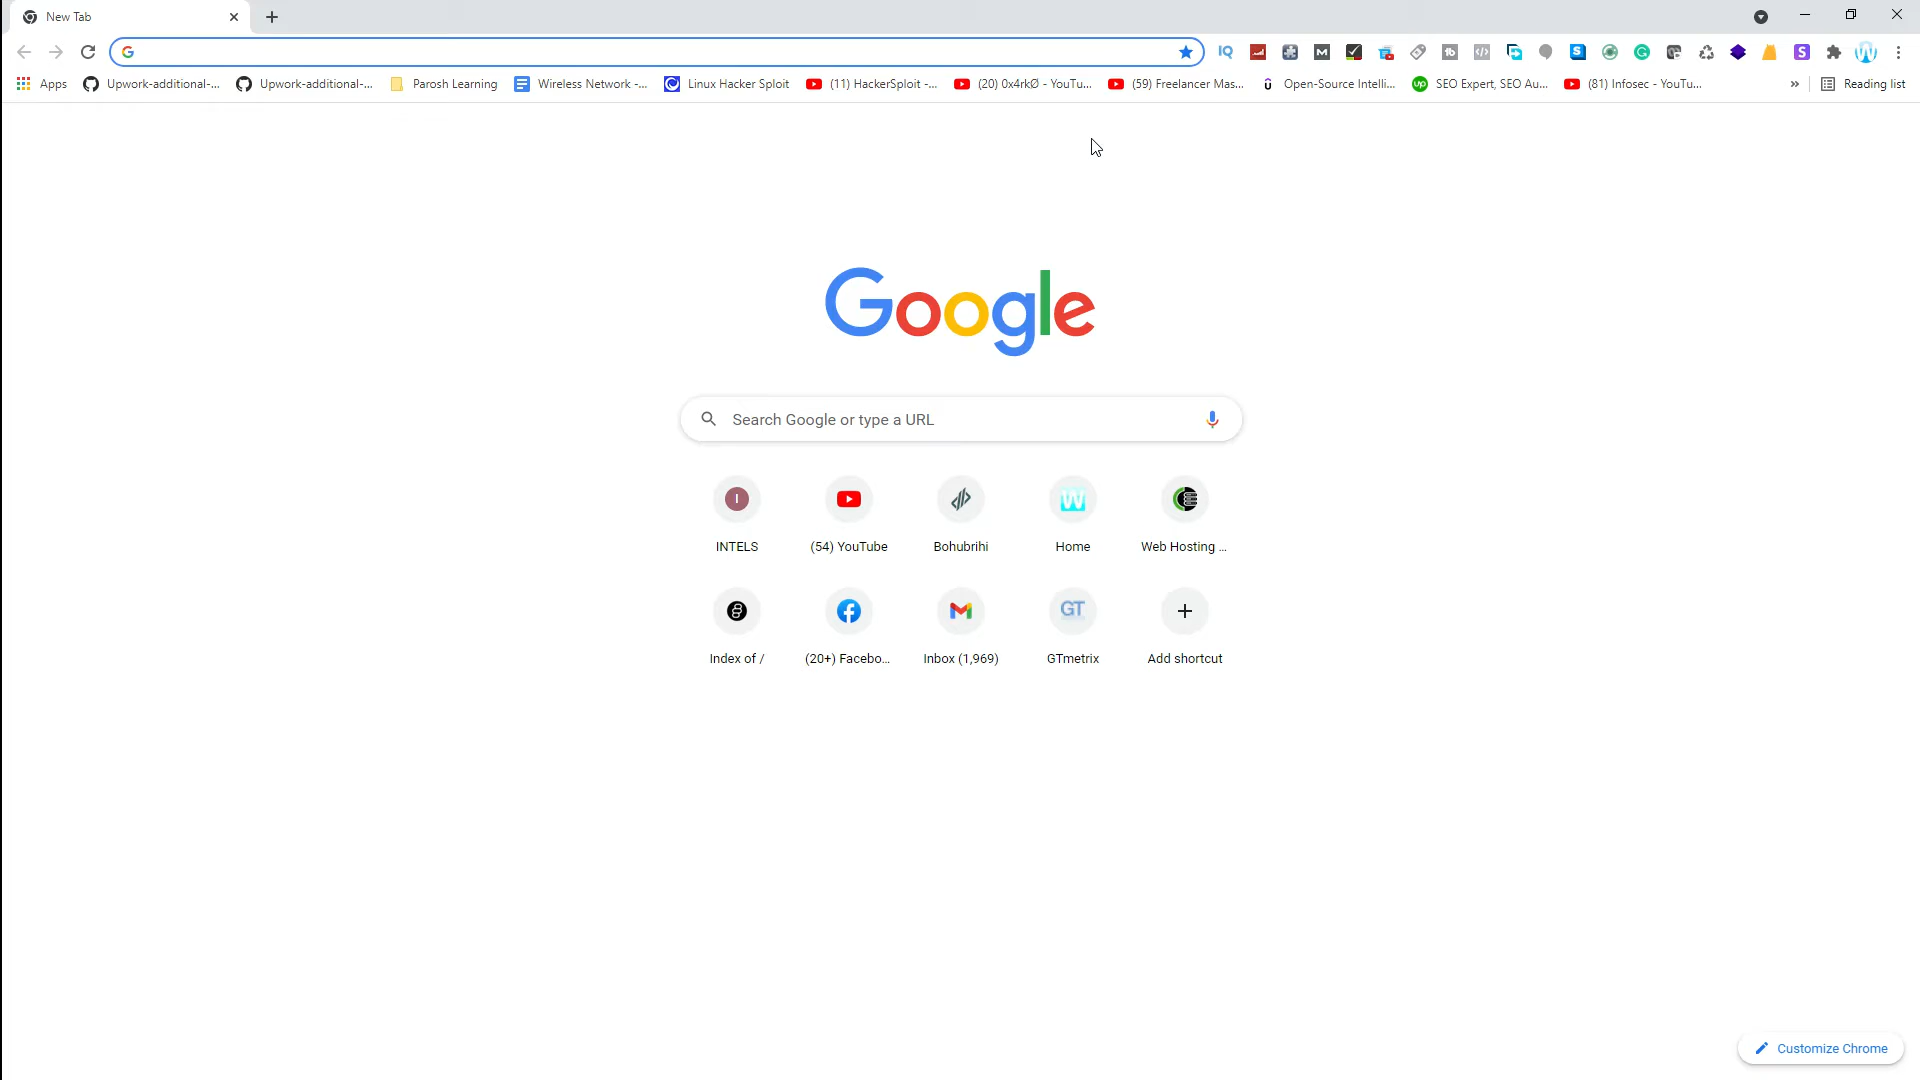 New Tab
Apps
Upwork-additional-...
Upwork-additional-...
Parosh Learning
Wireless Network -...
Linux Hacker Sploit
(11) HackerSploit -...
(20) 0x4rkØ - YouTu...
(59) Freelancer Mas...
Open-Source Intelli...
SEO Expert, SEO Au...
(81) Infosec - YouTu...
Reading list
Google
Search Google or type a URL
INTELS
(54) YouTube
Bohubrihi
Home
Web Hosting ...
Index of /
(20+) Facebo...
Inbox (1,969)
GTmetrix
Add shortcut
Customize Chrome